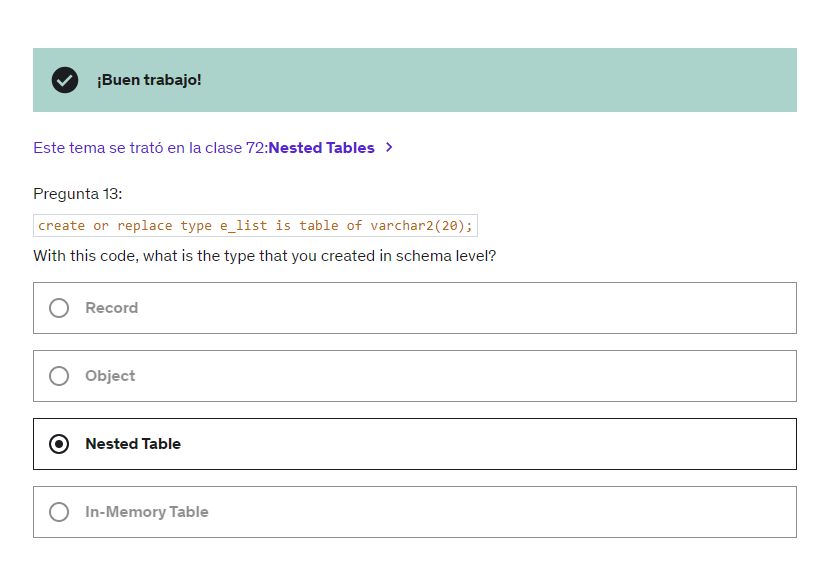 ¡Buen trabajo!
Este tema se trató en la clase 72:Nested Tables
Pregunta 13:
create or replace type e_list is table of varchar2(20);
With this code, what is the type that you created in schema level?
Record
Object
Nested Table
In-Memory Table